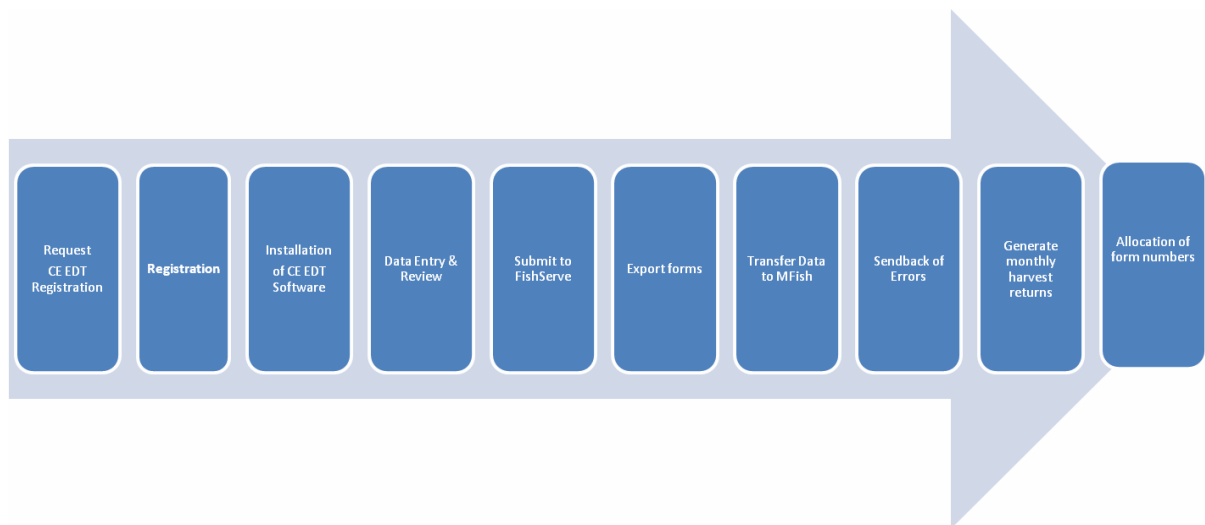 Request
CE EDT
Registration
Registration
Installation
of CE EDT
Software
Data Entry &
Review
Submit to
FishServe
Export forms
Transfer Data
to MFish
Sendback of
Errors
Generate
monthly
harvest
returns
Allocation of
form numbers